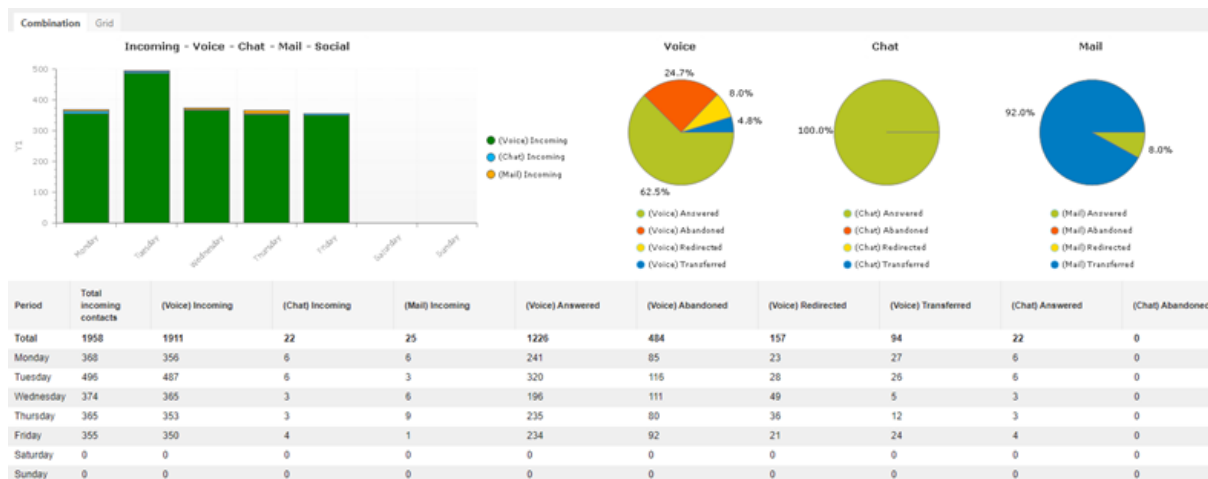 Combination Grid
Incoming - Voice - Chat - Mail - Social
Y1
500
400
300
200
100
0
Monday
Tuesday
Wednesday
Thursday
Friday
Saturday
Sunday
(Voice) Incoming
(Chat) Incoming
(Mail) Incoming
Voice
24.7%
8.0%
4.8%
62.5%
(Voice) Answered
(Voice) Abandoned
(Voice) Redirected
(Voice) Transferred
Chat
100.0%
(Chat) Answered
(Chat) Abandoned
(Chat) Redirected
(Chat) Transferred
Mail
92.0%
8.0%
(Mail) Answered
(Mail) Abandoned
(Mail) Redirected
(Mail) Transferred
Period Total incoming contacts (Voice) Incoming (Chat) Incoming (Mail) Incoming (Voice) Answered (Voice) Abandoned (Voice) Redirected (Voice) Transferred (Chat) Answered (Chat) Abandoned
Total 1958 1911 22 25 1226 484 157 94 22 0
Monday 368 356 6 6 241 85 23 27 6 0
Tuesday 496 487 6 3 320 116 28 26 6 0
Wednesday 374 365 3 6 196 111 49 5 3 0
Thursday 365 353 3 9 235 80 36 12 3 0
Friday 355 350 4 1 234 92 21 24 4 0
Saturday 0 0 0 0 0 0 0 0 0 0
Sunday 0 0 0 0 0 0 0 0 0 0